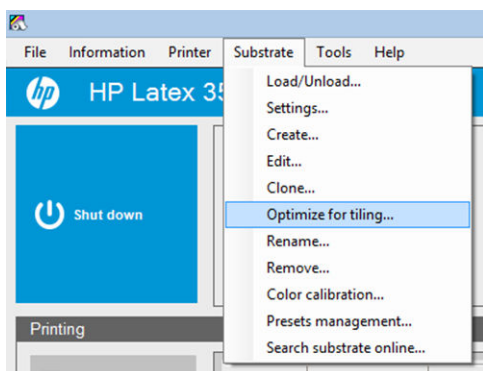 File Information Printer Substrate Tools Help
hp HP Latex 35
Load/Unload...
Settings...
Create...
Edit...
Clone...
Shut down
Optimize for tiling...
Rename...
Remove...
Color calibration...
Presets management...
Printing
Search substrate online...